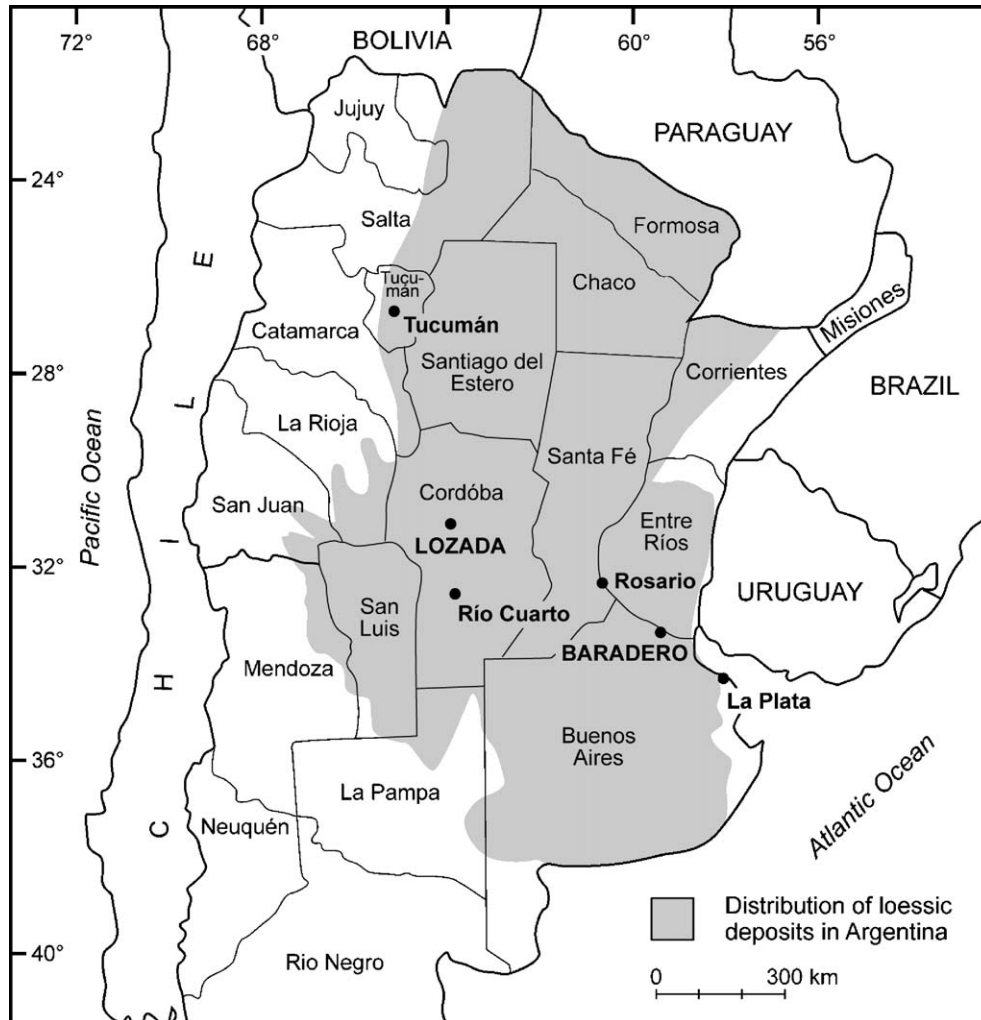 72°
68°
60°
56°
BOLIVIA
Jujuy
PARAGUAY
24°
Salta
Formosa
Chaco
Tucu-
mán
Tucumán
Misiones
Catamarca
Santiago del
Estero
Corrientes
28°
BRAZIL
La Rioja
Santa Fé
Pacific Ocean
San Juan
Cordóba
LOZADA
Entre
Ríos
32°
Rosario
URUGUAY
San
Luis
Río Cuarto
BARADERO
Mendoza
La Plata
Buenos
Aires
36°
La Pampa
Atlantic Ocean
Neuquén
CHILE
Distribution of loessic
deposits in Argentina
40°
Rio Negro
0 300 km